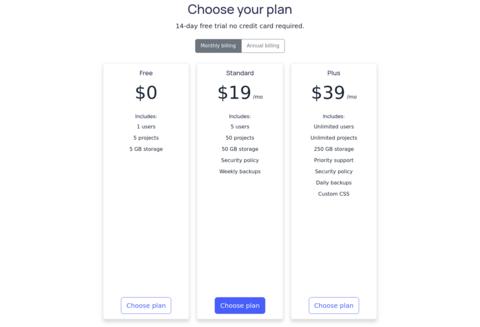 Choose your plan
14-day free trial no credit card required.
Monthly billing
Annual billing
Free
$0
Includes:
1 users
5 projects
5 GB storage
Choose plan
Standard
$19 /mo
Includes:
5 users
50 projects
50 GB storage
Security policy
Weekly backups
Choose plan
Plus
$39 /mo
Includes:
Unlimited users
Unlimited projects
250 GB storage
Priority support
Security policy
Daily backups
Custom CSS
Choose plan